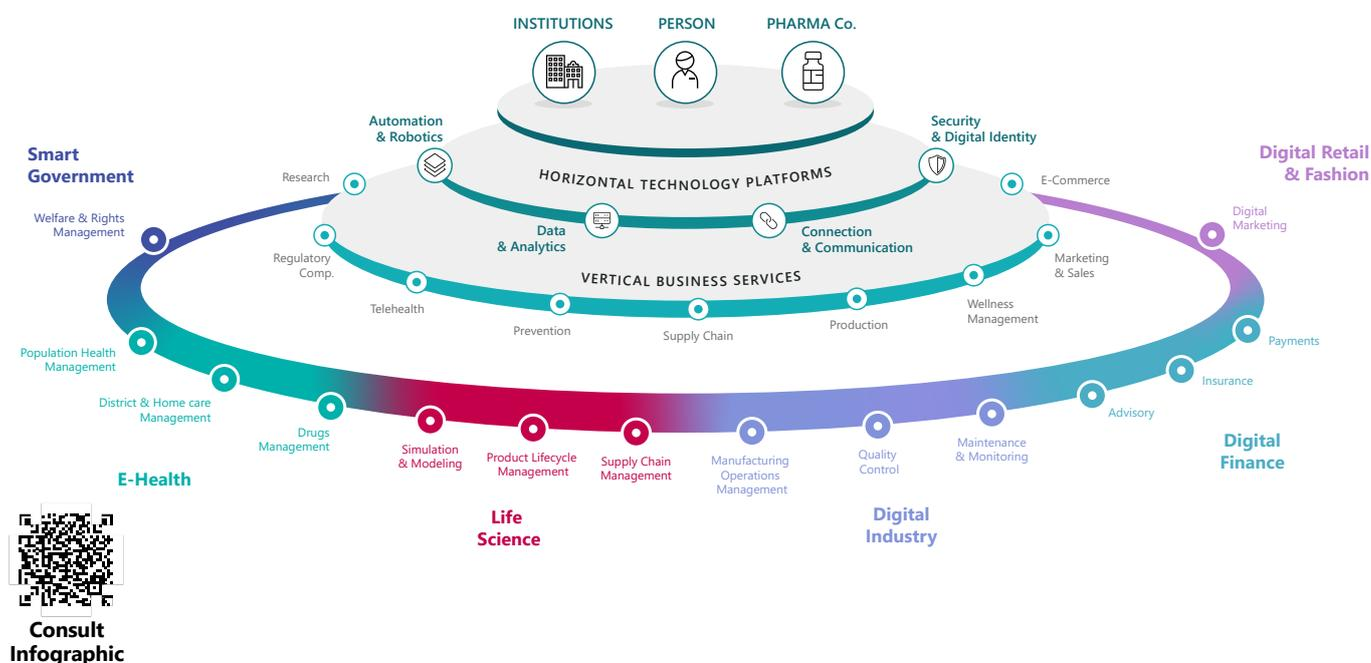 INSTITUTIONS
PERSON
PHARMA Co.
Automation
& Robotics
Security
& Digital Identity
HORIZONTAL TECHNOLOGY PLATFORMS
Data
& Analytics
Connection
& Communication
VERTICAL BUSINESS SERVICES
Research
Regulatory
Comp.
Telehealth
Prevention
Supply Chain
Production
Wellness
Management
Marketing
& Sales
E-Commerce
Smart
Government
Welfare & Rights
Management
Population Health
Management
District & Home care
Management
Drugs
Management
E-Health
Simulation
& Modeling
Product Lifecycle
Management
Supply Chain
Management
Life
Science
Manufacturing
Operations
Management
Quality
Control
Maintenance
& Monitoring
Digital
Industry
Advisory
Insurance
Payments
Digital
Finance
Digital
Marketing
Digital Retail
& Fashion
Consult
Infographic